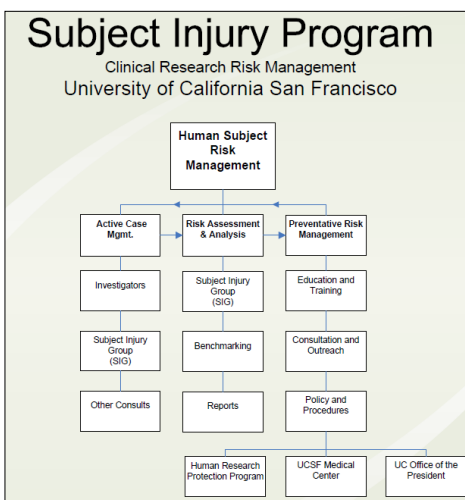 Subject Injury Program
Clinical Research Risk Management
University of California San Francisco
Human Subject
Risk
Management
Active Case
Mgmt.
Risk Assessment
& Analysis
Preventative Risk
Management
Investigators
Subject Injury
Group
(SIG)
Education and
Training
Subject Injury
Group
(SIG)
Benchmarking
Consultation and
Outreach
Other Consults
Reports
Policy and
Procedures
Human Research
Protection Program
UCSF Medical
Center
UC Office of the
President